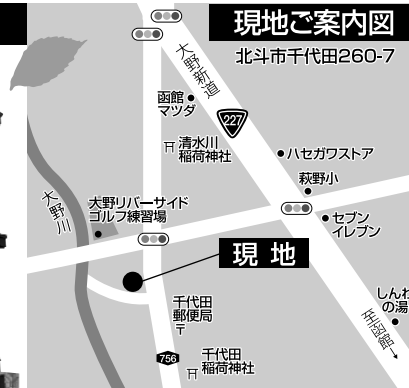 現地ご案内図
北斗市千代田260-7
大野新道
函館
マツダ
227
清水川
稲荷神社
ハセガワストア
萩野小
大野川
大野リバーサイド
ゴルフ練習場
セブン
イレブン
現地
千代田
郵便局
〒
しんわ
の湯
至函館
756
千代田
稲荷神社